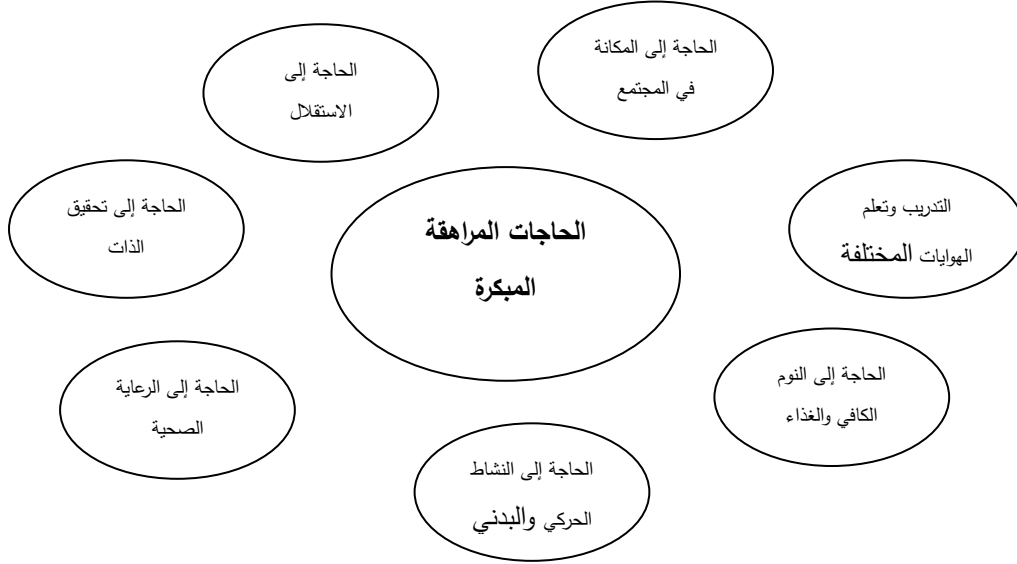 الحاجة إلى المكانة
في المجتمع
الحاجة إلى
الاستقلال
التدريب وتعلم
الهوايات المختلفة
الحاجات المراهقة
المبكرة
الحاجة إلى تحقيق
الذات
الحاجة إلى النوم
الكافي والغذاء
الحاجة إلى الرعاية
الصحية
الحاجة إلى النشاط
الحركي والبدني